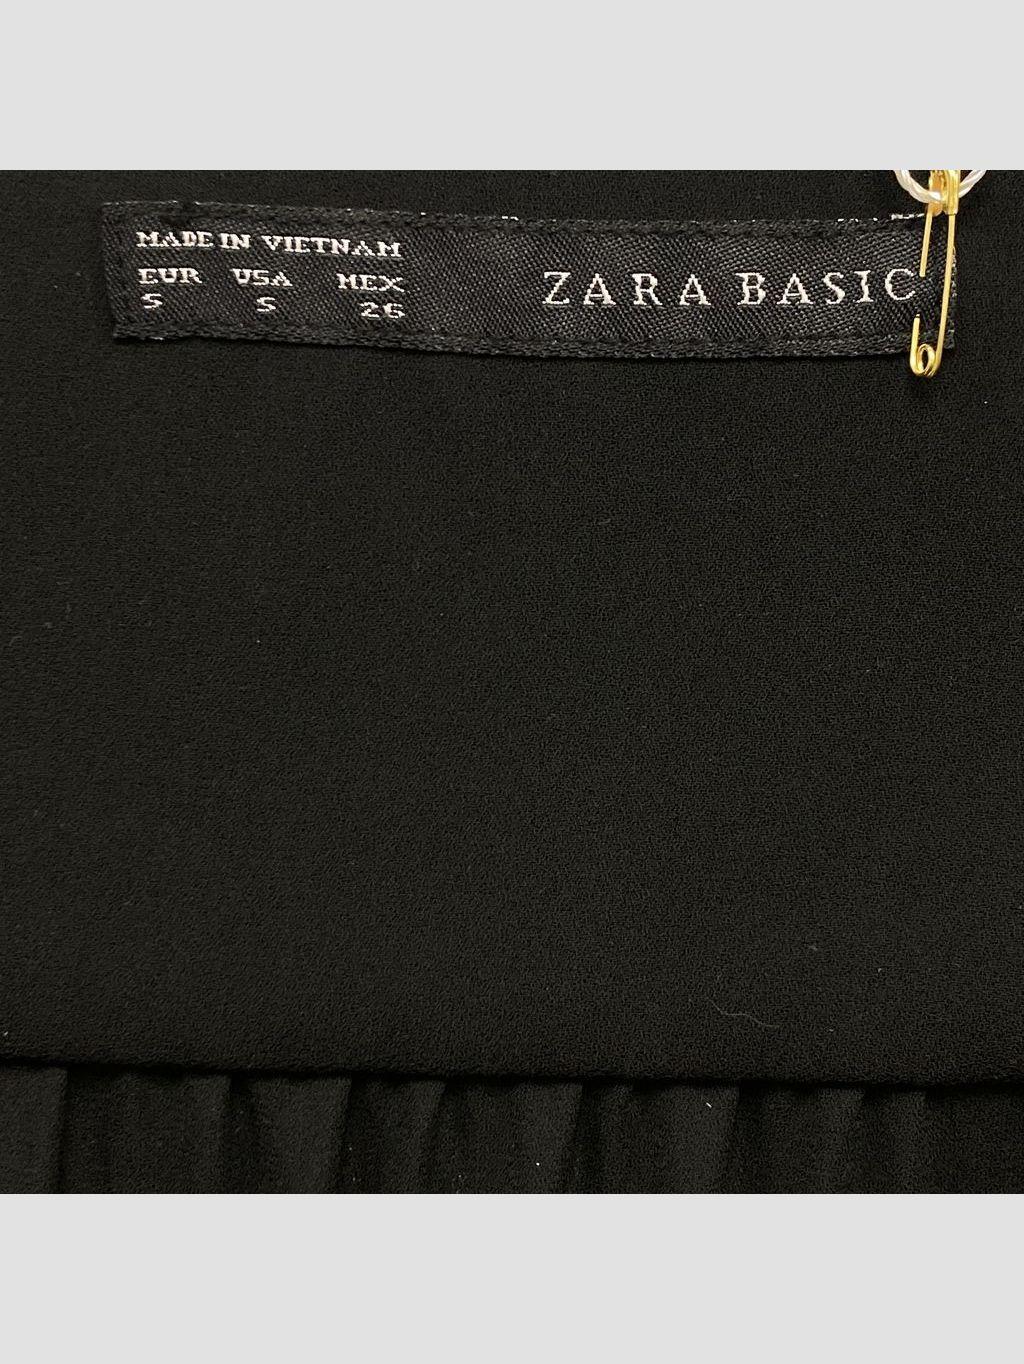 MADE IN VIETNAM
EUR USA MEX
S S 26
ZARA BASIC